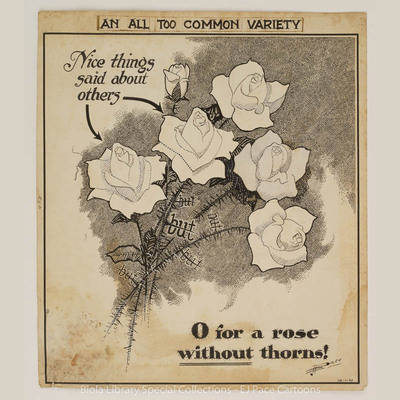 AN ALL TOO COMMON VARIETY
Nice things
said about
others
but
but
but
but
but
O for a rose
without thorns!
Biola Library Special Collections - EJ Pace Cartoons